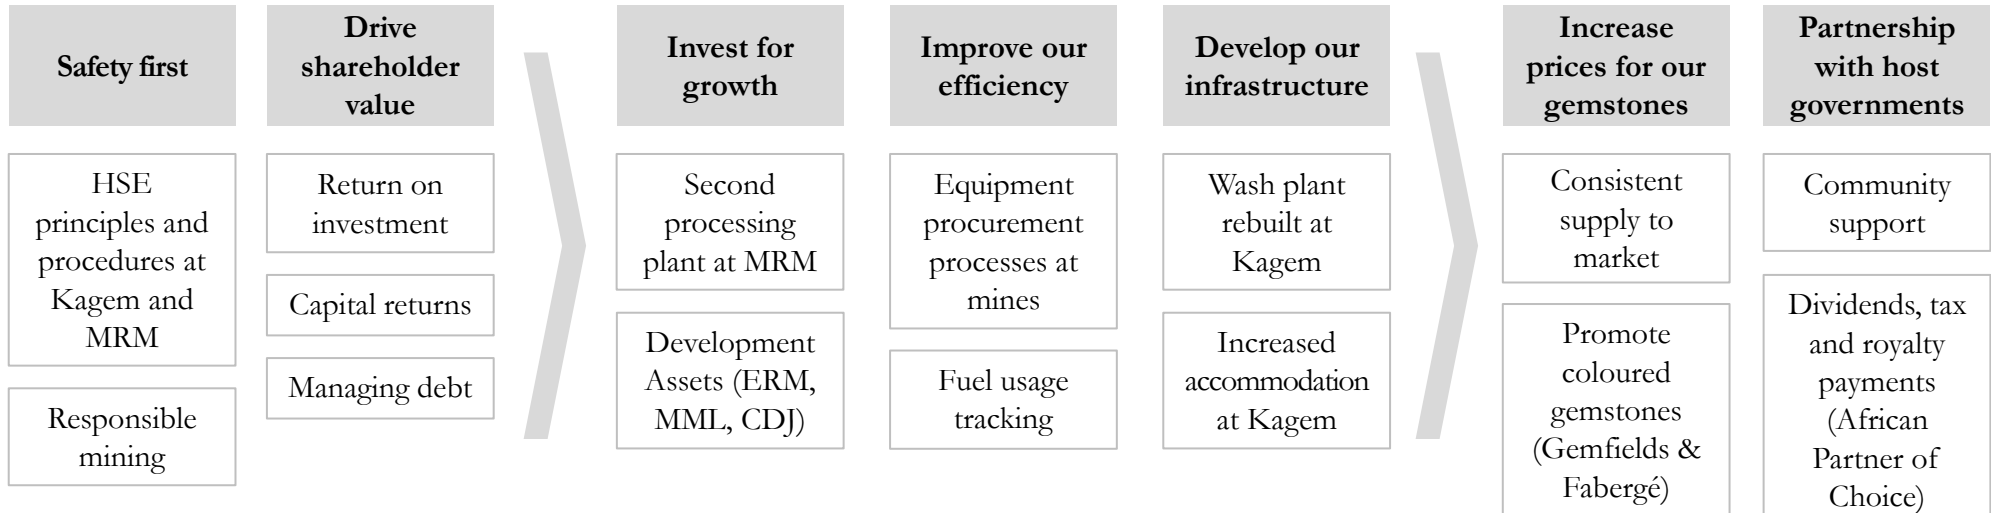 Safety first
HSE
principles and
procedures at
Kagem and
MRM
Responsible
mining
Drive
shareholder
value
Return on
investment
Capital returns
Managing debt
Invest for
growth
Second
processing
plant at MRM
Development
Assets (ERM,
MML, CDJ)
Improve our
efficiency
Equipment
procurement
processes at
mines
Fuel usage
tracking
Develop our
infrastructure
Wash plant
rebuilt at
Kagem
Increased
accommodation
at Kagem
Increase
prices for our
gemstones
Consistent
supply to
market
Promote
coloured
gemstones
(Gemfields &
Fabergé)
Partnership
with host
governments
Community
support
Dividends, tax
and royalty
payments
(African
Partner of
Choice)